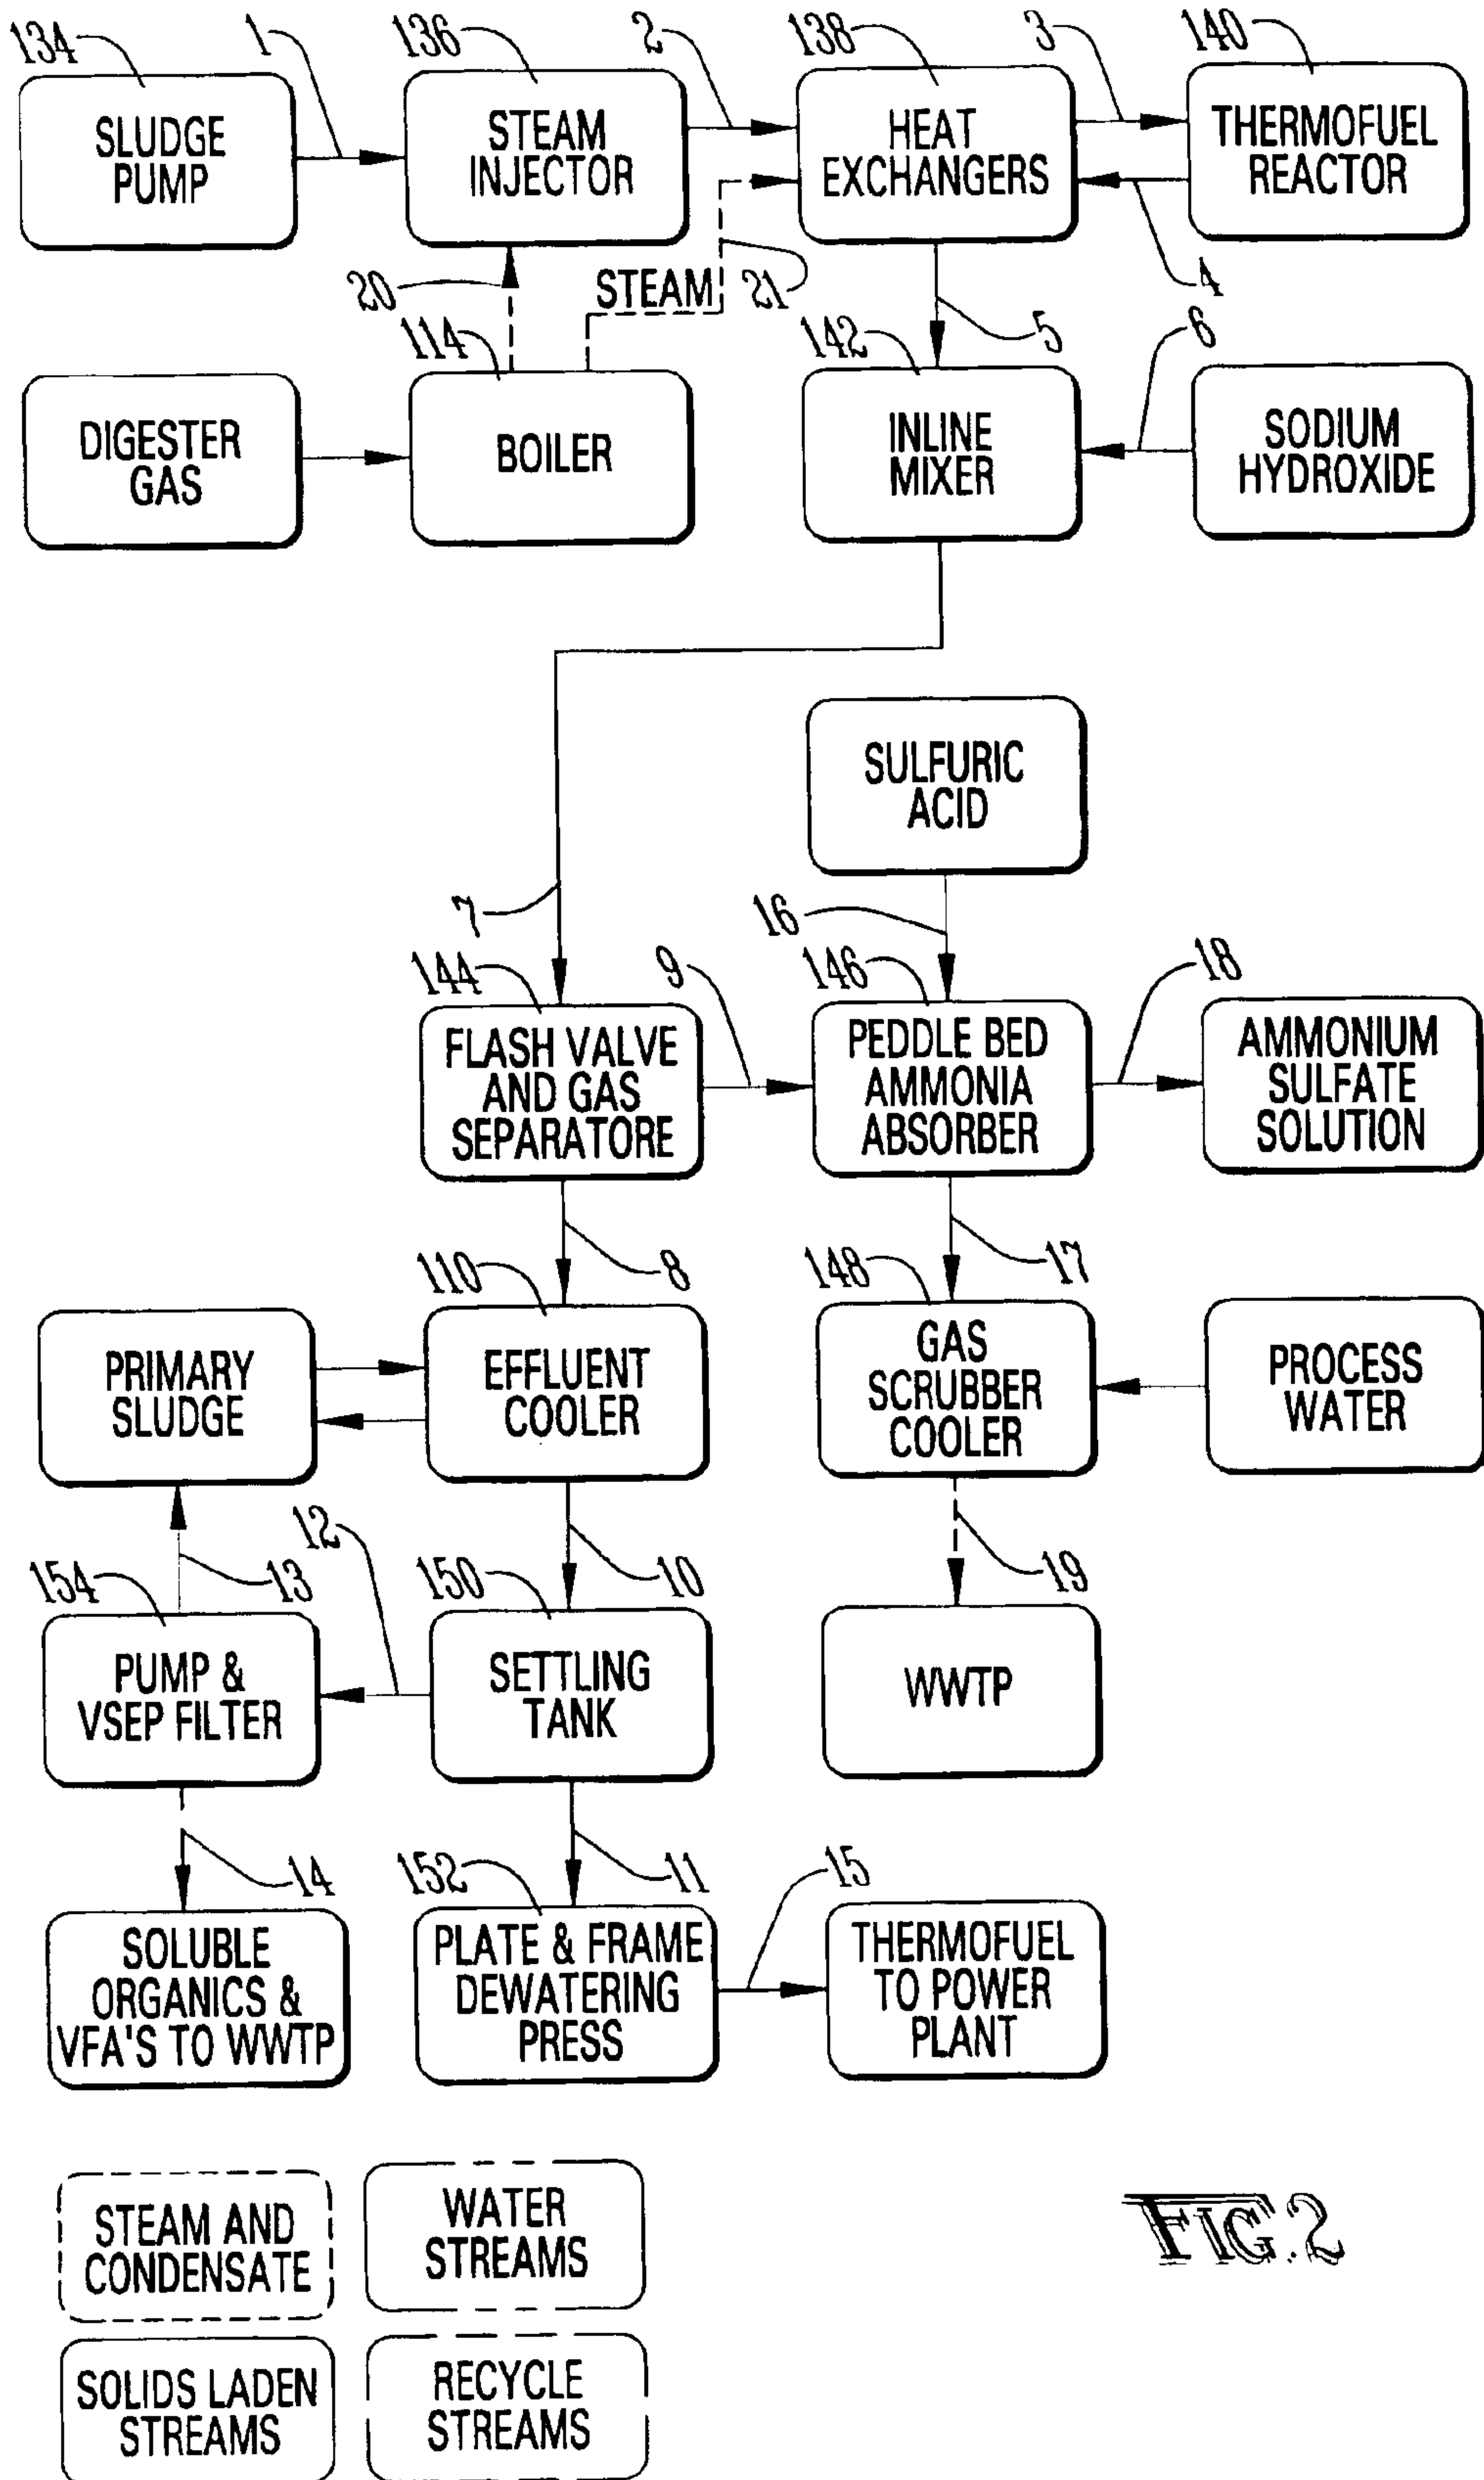 134
1
136
2
138
3
140
SLUDGE
PUMP
STEAM
INJECTOR
HEAT
EXCHANGERS
THERMOFUEL
REACTOR
20
STEAM
21
4
114
142
5
6
DIGESTER
GAS
BOILER
INLINE
MIXER
SODIUM
HYDROXIDE
SULFURIC
ACID
7
16
144
9
146
18
FLASH VALVE
AND GAS
SEPARATORE
PEDDLE BED
AMMONIA
ABSORBER
AMMONIUM
SULFATE
SOLUTION
110
8
148
17
PRIMARY
SLUDGE
EFFLUENT
COOLER
GAS
SCRUBBER
COOLER
PROCESS
WATER
154
13
12
150
10
19
PUMP &
VSEP FILTER
SETTLING
TANK
WWTP
14
152
11
15
SOLUBLE
ORGANICS &
VFA'S TO WWTP
PLATE & FRAME
DEWATERING
PRESS
THERMOFUEL
TO POWER
PLANT
STEAM AND
CONDENSATE
WATER
STREAMS
SOLIDS LADEN
STREAMS
RECYCLE
STREAMS
FIG. 2